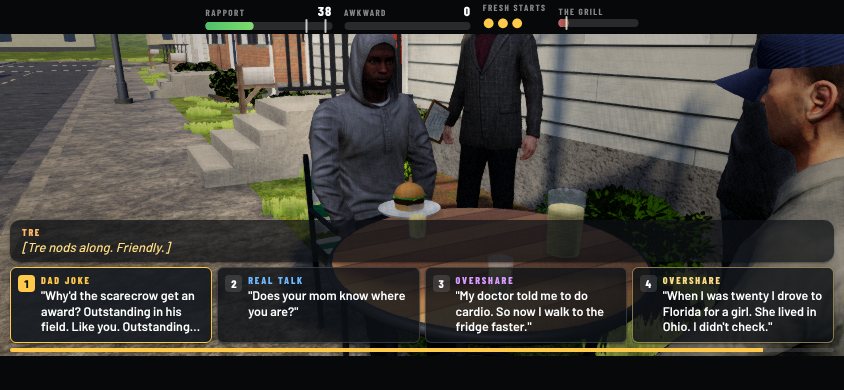 RAPPORT 38 AWKWARD 0 FRESH STARTS THE GRILL
TRE
[Tre nods along. Friendly.]
1 DAD JOKE
"Why'd the scarecrow get an
award? Outstanding in his
field. Like you. Outstanding...
2 REAL TALK
"Does your mom know where
you are?"
3 OVERSHARE
"My doctor told me to do
cardio. So now I walk to the
fridge faster."
4 OVERSHARE
"When I was twenty I drove to
Florida for a girl. She lived in
Ohio. I didn't check."